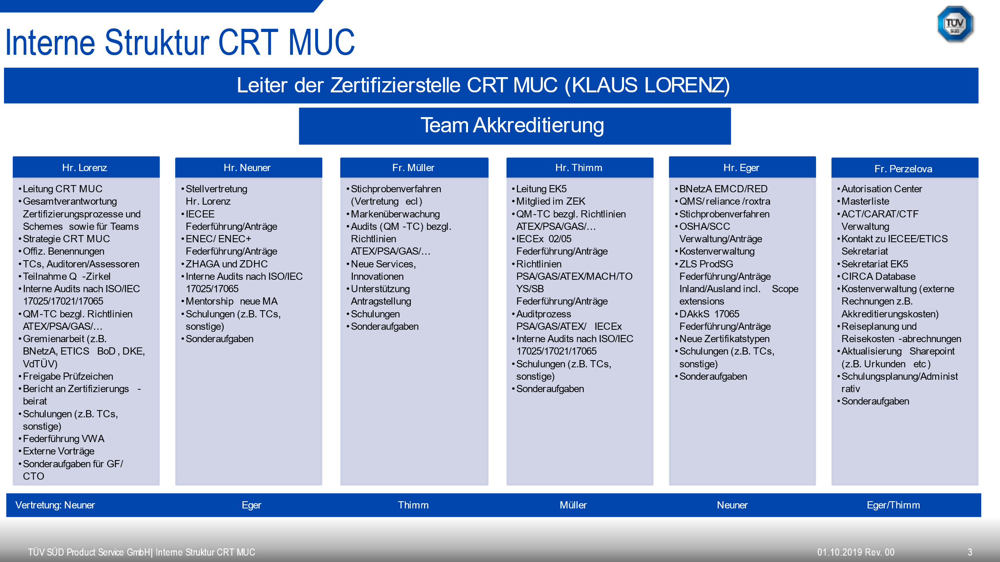 TÜV
SÜD
Interne Struktur CRT MUC
Leiter der Zertifizierstelle CRT MUC (KLAUS LORENZ)
Team Akkreditierung
Hr. Lorenz
•Leitung CRT MUC
•Gesamtverantwortung
Zertifizierungsprozesse und
Schemes sowie für Teams
•Strategie CRT MUC
•Offiz. Benennungen
•TCs, Auditoren/Assessoren
•Teilnahme Q -Zirkel
•Interne Audits nach ISO/IEC
17025/17021/17065
•QM-TC bezgl. Richtlinien
ATEX/PSA/GAS/…
•Gremienarbeit (z.B.
BNetzA, ETICS BoD , DKE,
VdTÜV)
•Freigabe Prüfzeichen
•Bericht an Zertifizierungs -
beirat
•Schulungen (z.B. TCs,
sonstige)
•Federführung VWA
•Externe Vorträge
•Sonderaufgaben für GF/
CTO
Hr. Neuner
•Stellvertretung
Hr. Lorenz
•IECEE
Federführung/Anträge
•ENEC/ ENEC+
Federführung/Anträge
•ZHAGA und ZDHC
•Interne Audits nach ISO/IEC
17025/17065
•Mentorship neue MA
•Schulungen (z.B. TCs,
sonstige)
•Sonderaufgaben
Fr. Müller
•Stichprobenverfahren
(Vertretung ecl)
•Markenüberwachung
•Audits (QM -TC) bezgl.
Richtlinien
ATEX/PSA/GAS/…
•Neue Services,
Innovationen
•Unterstützung
Antragstellung
•Schulungen
•Sonderaufgaben
Hr. Thimm
•Leitung EK5
•Mitglied im ZEK
•QM-TC bezgl. Richtlinien
ATEX/PSA/GAS/…
•IECEx 02/05
Federführung/Anträge
•Richtlinien
PSA/GAS/ATEX/MACH/TO
YS/SB
Federführung/Anträge
•Auditprozess
PSA/GAS/ATEX/ IECEx
•Interne Audits nach ISO/IEC
17025/17021/17065
•Schulungen (z.B. TCs,
sonstige)
•Sonderaufgaben
Hr. Eger
•BNetzA EMCD/RED
•QMS/ reliance /roxtra
•Stichprobenverfahren
•OSHA/SCC
Verwaltung/Anträge
•Kostenverwaltung
•ZLS ProdSG
Federführung/Anträge
Inland/Ausland incl. Scope
extensions
•DAkkS 17065
Federführung/Anträge
•Neue Zertifikatstypen
•Schulungen (z.B. TCs,
sonstige)
•Sonderaufgaben
Fr. Perzelova
•Autorisation Center
•Masterliste
•ACT/CARAT/CTF
Verwaltung
•Kontakt zu IECEE/ETICS
Sekretariat
•Sekretariat EK5
•CIRCA Database
•Kostenverwaltung (externe
Rechnungen z.B.
Akkreditierungskosten)
•Reiseplanung und
Reisekosten -abrechnungen
•Aktualisierung Sharepoint
(z.B. Urkunden etc )
•Schulungsplanung/Administ
rativ
•Sonderaufgaben
Vertretung: Neuner Eger Thimm Müller Neuner Eger/Thimm
TÜV SÜD Product Service GmbH| Interne Struktur CRT MUC 01.10.2019 Rev. 00 3